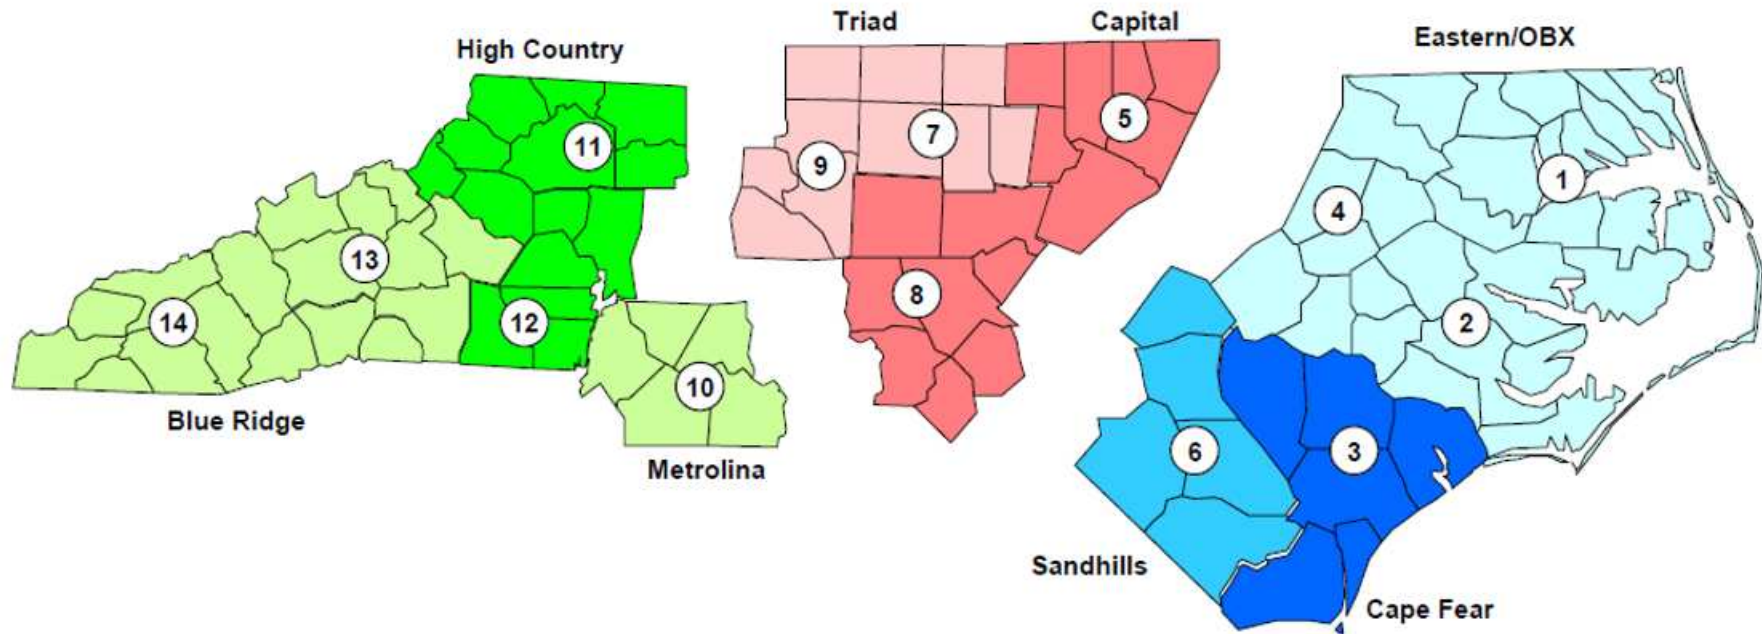 Triad
Capital
High Country
Eastern/OBX
11
9
7
5
13
14
12
8
4
1
2
10
6
3
Blue Ridge
Metrolina
Sandhills
Cape Fear